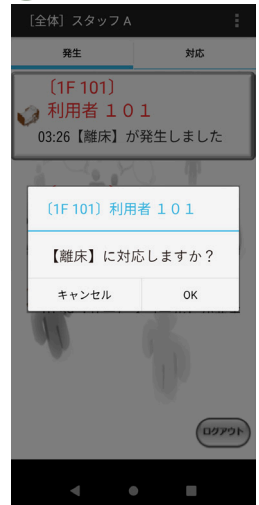 [全体] スタッフA
発生
対応
〔1F 101〕
利用者 １０１
03:26【離床】が発生しました
〔1F 101〕利用者 １０１
【離床】に対応しますか？
キャンセル
OK
ログアウト